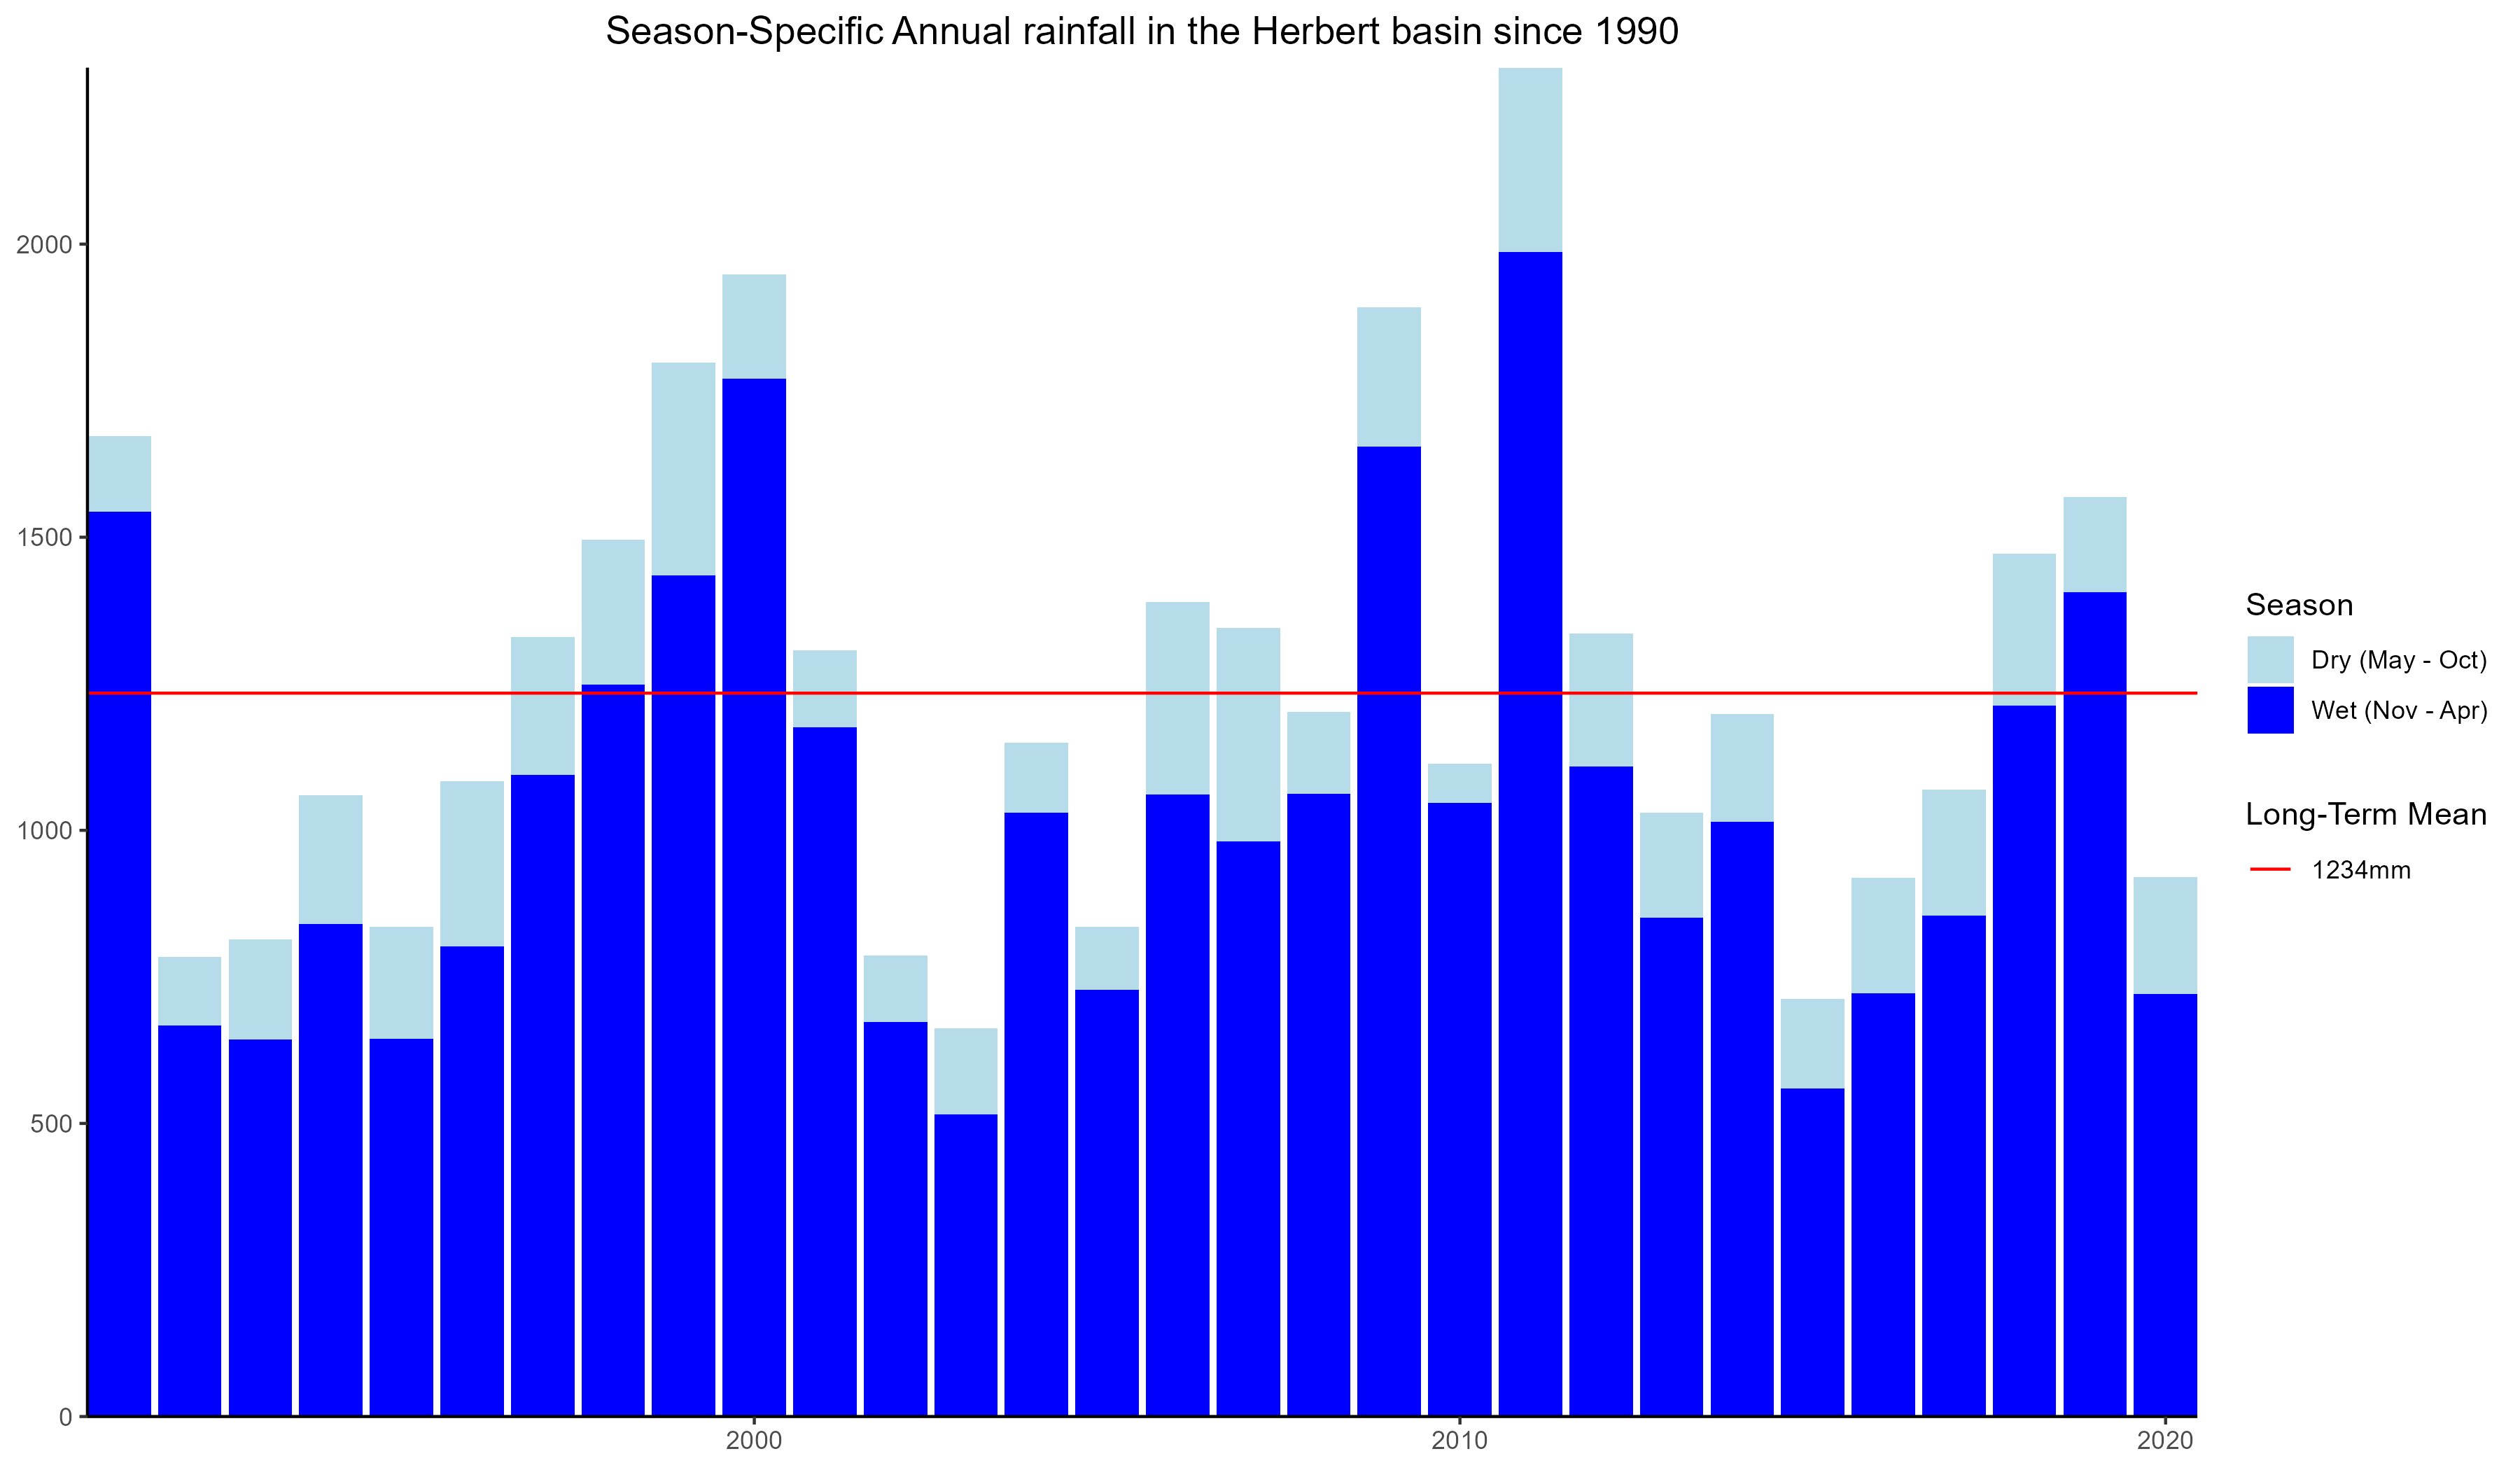 Season-Specific Annual rainfall in the Herbert basin since 1990
2000
1500
1000
500
0
2000
2010
2020
Season
Dry (May - Oct)
Wet (Nov - Apr)
Long-Term Mean
1234mm